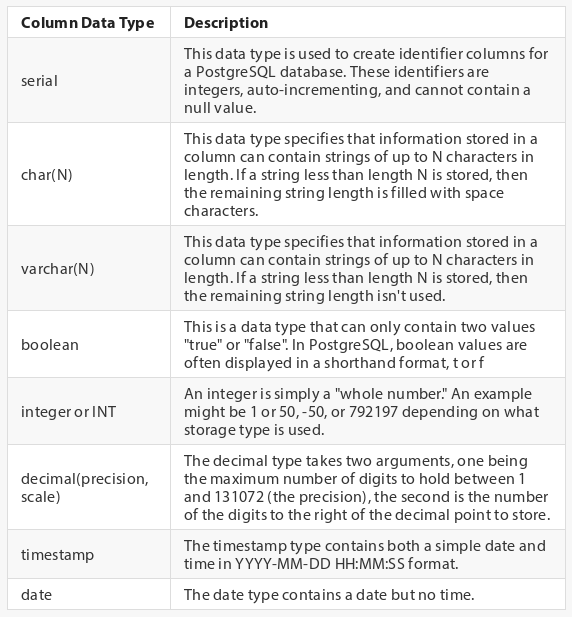 Column Data Type
Description
serial
This data type is used to create identifier columns for
a PostgreSQL database. These identifiers are
integers, auto-incrementing, and cannot contain a
null value.
char(N)
This data type specifies that information stored in a
column can contain strings of up to N characters in
length. If a string less than length N is stored, then
the remaining string length is filled with space
characters.
varchar(N)
This data type specifies that information stored in a
column can contain strings of up to N characters in
length. If a string less than length N is stored, then
the remaining string length isn't used.
boolean
This is a data type that can only contain two values
"true" or "false". In PostgreSQL, boolean values are
often displayed in a shorthand format, t or f
integer or INT
An integer is simply a "whole number." An example
might be 1 or 50, -50, or 792197 depending on what
storage type is used.
decimal(precision,
scale)
The decimal type takes two arguments, one being
the maximum number of digits to hold between 1
and 131072 (the precision), the second is the number
of the digits to the right of the decimal point to store.
timestamp
The timestamp type contains both a simple date and
time in YYYY-MM-DD HH:MM:SS format.
date
The date type contains a date but no time.